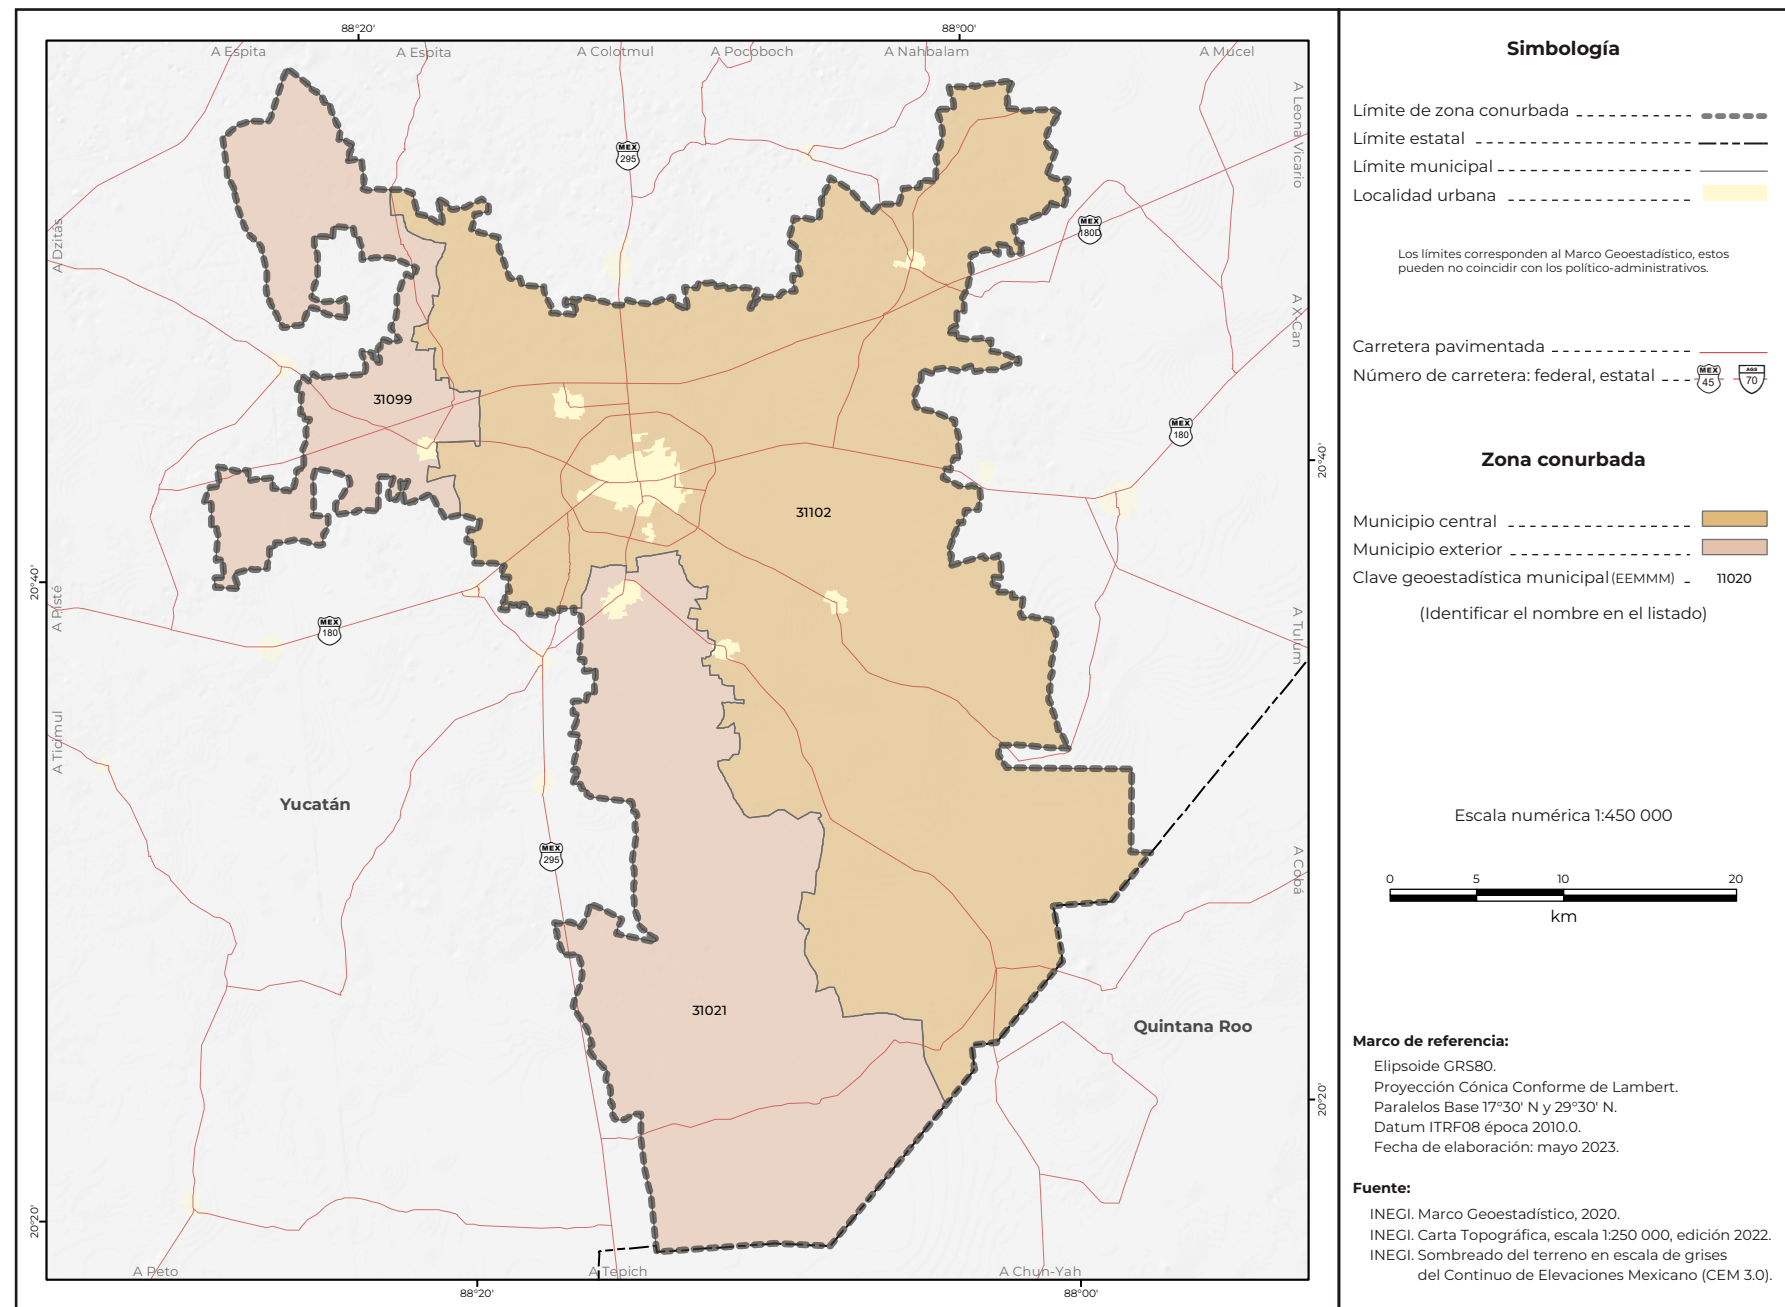 88°20'
88°00'
A Espita
A Espita
A Colotmul
A Pocoboch
A Nahbalam
A Mucel
A Leona Vicario
MEX
295
MEX
180D
A Dzitás
A X-Can
31099
MEX
180
20°40'
31102
20°40'
A Pisté
MEX
180
A Tulum
A Ticimul
Yucatán
MEX
295
A Cobá
31021
Quintana Roo
20°20'
20°20'
A Peto
A Tepich
A Chun-Yah
88°20'
88°00'
Simbología
Límite de zona conurbada
Límite estatal
Límite municipal
Localidad urbana
Los límites corresponden al Marco Geoestadístico, estos
pueden no coincidir con los político-administrativos.
Carretera pavimentada
Número de carretera: federal, estatal
MEX
45
AGS
70
Zona conurbada
Municipio central
Municipio exterior
Clave geoestadística municipal (EEMMM) 11020
(Identificar el nombre en el listado)
Escala numérica 1:450 000
0 5 10 20
km
Marco de referencia:
Elipsoide GRS80.
Proyección Cónica Conforme de Lambert.
Paralelos Base 17°30' N y 29°30' N.
Datum ITRF08 época 2010.0.
Fecha de elaboración: mayo 2023.
Fuente:
INEGI. Marco Geoestadístico, 2020.
INEGI. Carta Topográfica, escala 1:250 000, edición 2022.
INEGI. Sombreado del terreno en escala de grises
del Continuo de Elevaciones Mexicano (CEM 3.0).